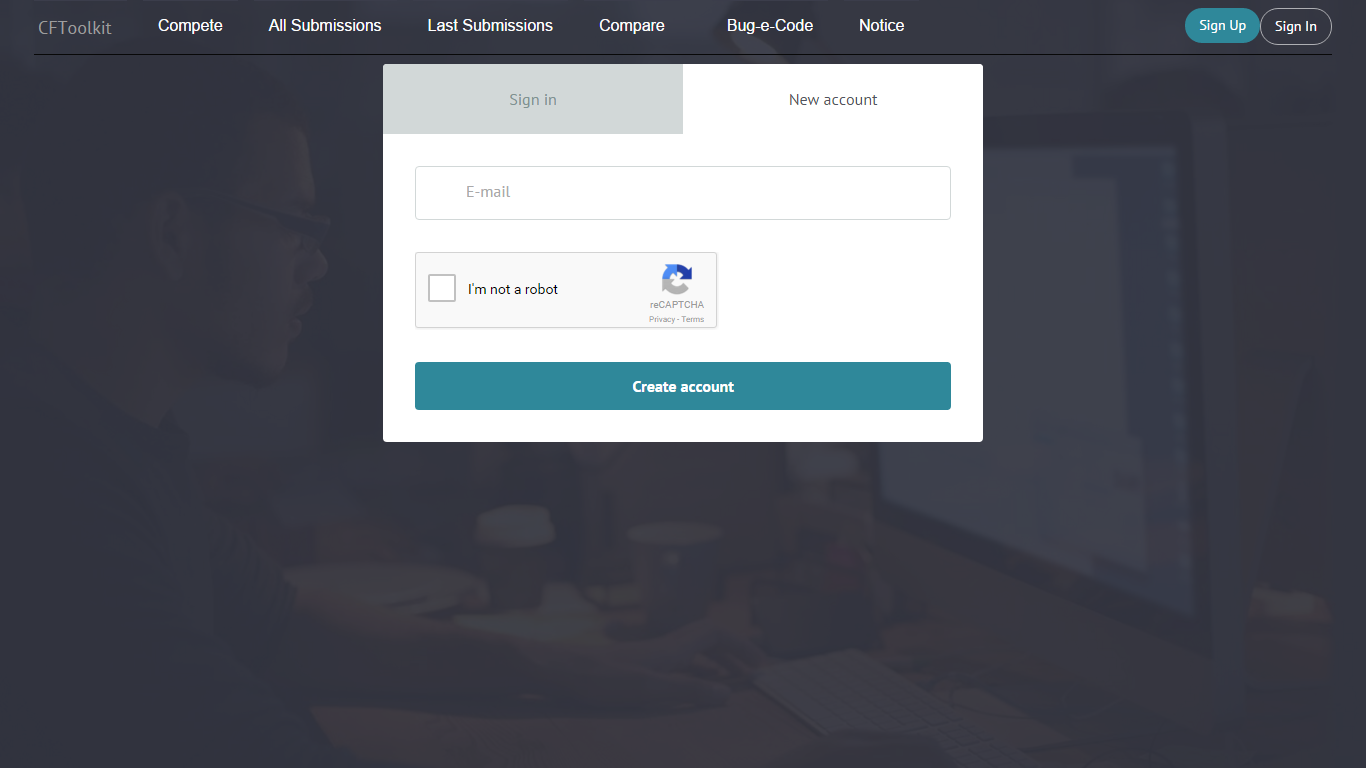 CFToolkit Compete All Submissions Last Submissions Compare Bug-e-Code Notice Sign Up Sign In
Sign in New account
E-mail
I'm not a robot
reCAPTCHA
Privacy - Terms
Create account